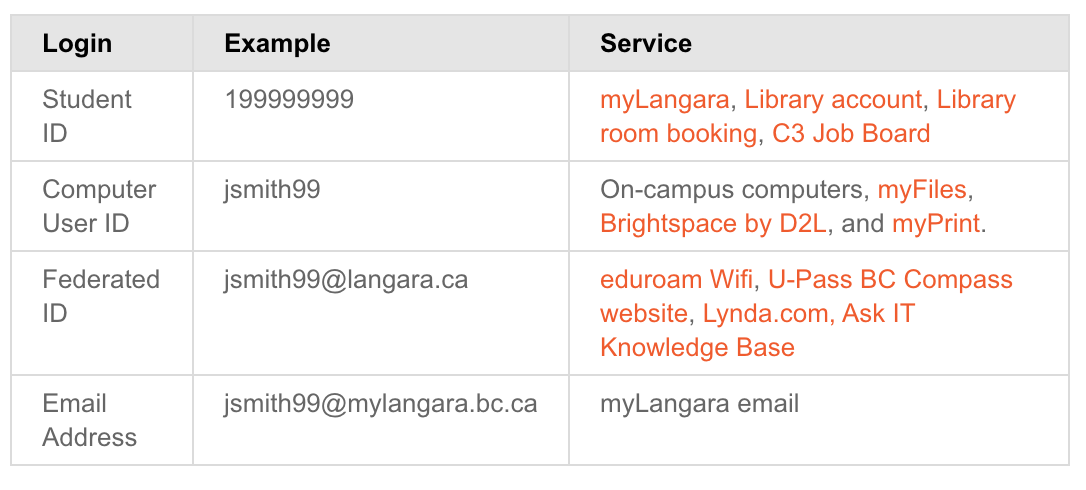 Login Example Service
Student 199999999 myLangara, Library account, Library
ID room booking, C3 Job Board
Computer jsmith99 On-campus computers, myFiles,
User ID Brightspace by D2L, and myPrint.
Federated jsmith99@langara.ca eduroam Wifi, U-Pass BC Compass
ID website, Lynda.com, Ask IT
Knowledge Base
Email jsmith99@mylangara.bc.ca myLangara email
Address